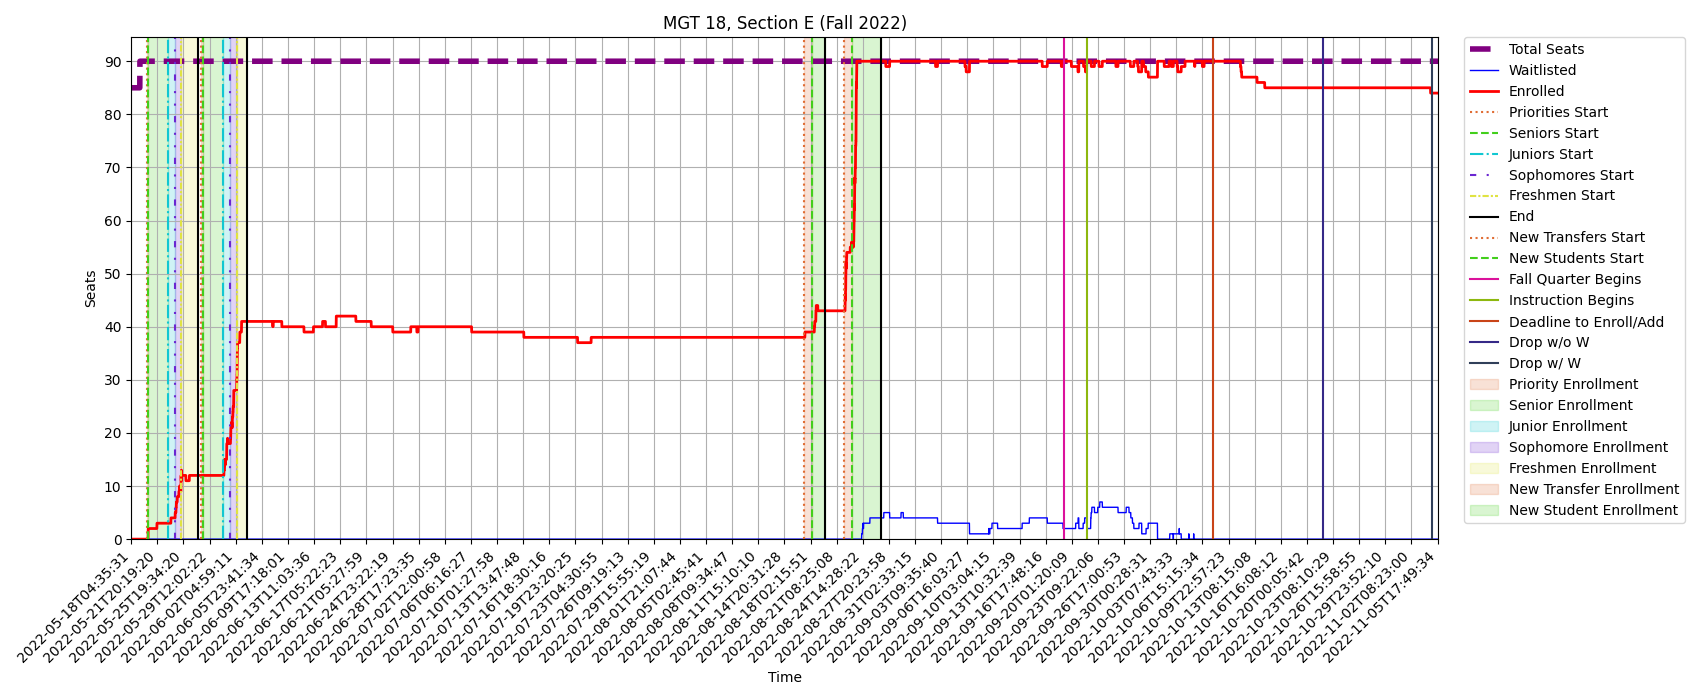 MGT 18, Section E (Fall 2022)
Seats
90
80
70
60
50
40
30
20
10
0
2022-05-18T04:35:31
2022-05-21T20:19:20
2022-05-25T19:34:20
2022-05-29T12:02:22
2022-06-02T04:59:11
2022-06-05T23:41:34
2022-06-09T17:18:01
2022-06-13T11:03:36
2022-06-17T05:22:23
2022-06-21T05:27:59
2022-06-24T23:22:19
2022-06-28T17:23:35
2022-07-02T12:00:58
2022-07-06T06:16:27
2022-07-10T01:27:58
2022-07-13T13:47:48
2022-07-16T18:30:16
2022-07-19T23:20:25
2022-07-23T04:30:55
2022-07-26T09:19:13
2022-07-29T15:55:19
2022-08-01T21:07:44
2022-08-05T02:45:41
2022-08-08T09:34:47
2022-08-11T15:10:10
2022-08-14T20:31:28
2022-08-18T02:15:51
2022-08-21T08:25:08
2022-08-24T14:28:22
2022-08-27T20:23:58
2022-08-31T02:33:15
2022-09-03T09:35:40
2022-09-06T16:03:27
2022-09-10T03:04:15
2022-09-13T10:32:39
2022-09-16T17:48:16
2022-09-20T01:20:09
2022-09-23T09:22:06
2022-09-26T17:00:53
2022-09-30T00:28:31
2022-10-03T07:43:33
2022-10-06T15:15:34
2022-10-09T22:57:23
2022-10-13T08:15:08
2022-10-16T16:08:12
2022-10-20T00:05:42
2022-10-23T08:10:29
2022-10-26T15:58:55
2022-10-29T23:52:10
2022-11-02T08:23:00
2022-11-05T17:49:34
Time
Total Seats
Waitlisted
Enrolled
Priorities Start
Seniors Start
Juniors Start
Sophomores Start
Freshmen Start
End
New Transfers Start
New Students Start
Fall Quarter Begins
Instruction Begins
Deadline to Enroll/Add
Drop w/o W
Drop w/ W
Priority Enrollment
Senior Enrollment
Junior Enrollment
Sophomore Enrollment
Freshmen Enrollment
New Transfer Enrollment
New Student Enrollment